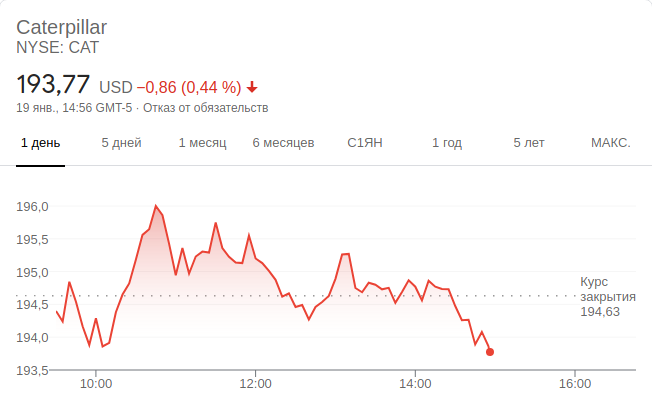 Caterpillar
NYSE: CAT
193,77 USD −0,86 (0,44 %)
19 янв., 14:56 GMT-5 · Отказ от обязательств
1 день 5 дней 1 месяц 6 месяцев С1ЯН 1 год 5 лет МАКС.
196,0
195,5
195,0
194,5
194,0
193,5
Курс
закрытия
194,63
10:00 12:00 14:00 16:00